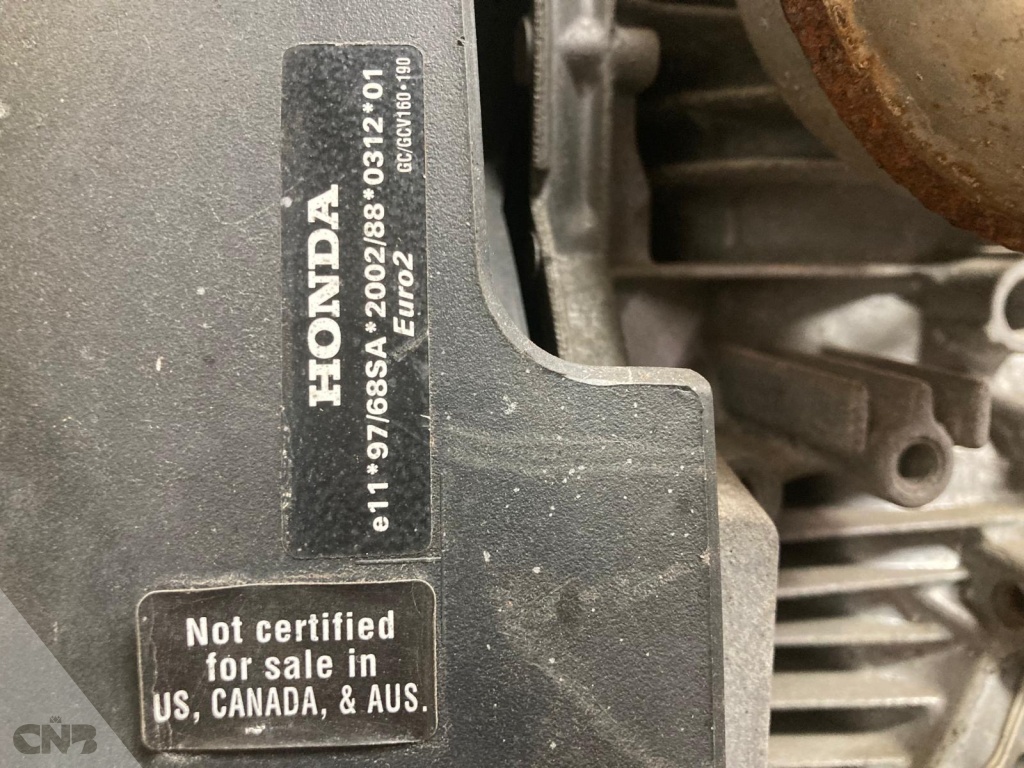 HONDA
e11*97/68SA*2002/88*0312*01
Euro2
GC/GCV160•190
Not certified
for sale in
US, CANADA, & AUS.
CNB